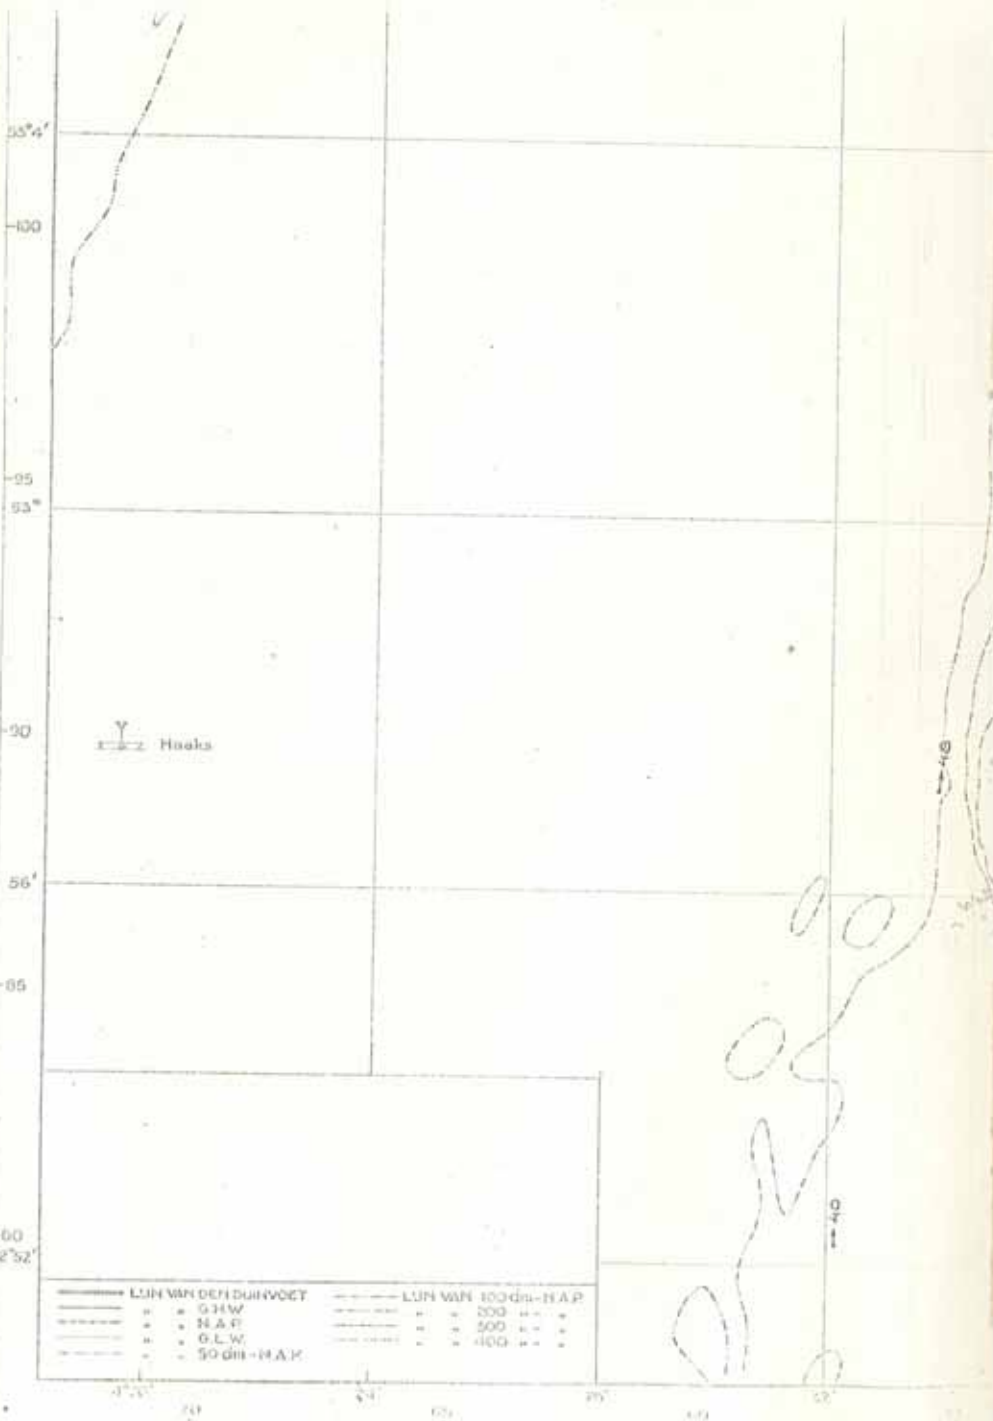 53°4'
100
95
53°
90
Haaks
40
56'
85
40
LIJN VAN DEN DUINVOET
" " G.H.W.
" " N.A.P.
" " G.L.W.
" " 50 dm - N.A.P.
LIJN VAN 100 dm - N.A.P.
" " 200 " - "
" " 300 " - "
" " 400 " - "